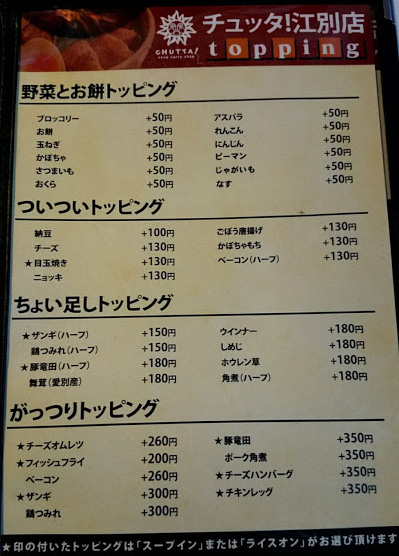 CHUTTA!
soup curry shop
チュッタ!江別店
topping
野菜とお餅トッピング
ブロッコリー +50円
お餅 +50円
玉ねぎ +50円
かぼちゃ +50円
さつまいも +50円
おくら +50円
アスパラ +50円
れんこん +50円
にんじん +50円
ピーマン +50円
じゃがいも +50円
なす +50円
ついついトッピング
納豆 +100円
チーズ +130円
★目玉焼き +130円
ニョッキ +130円
ごぼう唐揚げ +130円
かぼちゃもち +130円
ベーコン(ハーフ) +130円
ちょい足しトッピング
★ザンギ(ハーフ) +150円
鶏つみれ(ハーフ) +150円
★豚竜田(ハーフ) +180円
舞茸(愛別産) +180円
ウインナー +180円
しめじ +180円
ホウレン草 +180円
角煮(ハーフ) +180円
がっつりトッピング
★チーズオムレツ +260円
★フィッシュフライ +200円
ベーコン +260円
★ザンギ +300円
鶏つみれ +300円
★豚竜田 +350円
ポーク角煮 +350円
★チーズハンバーグ +350円
★チキンレッグ +350円
★印の付いたトッピングは「スープイン」または「ライスオン」がお選び頂けます